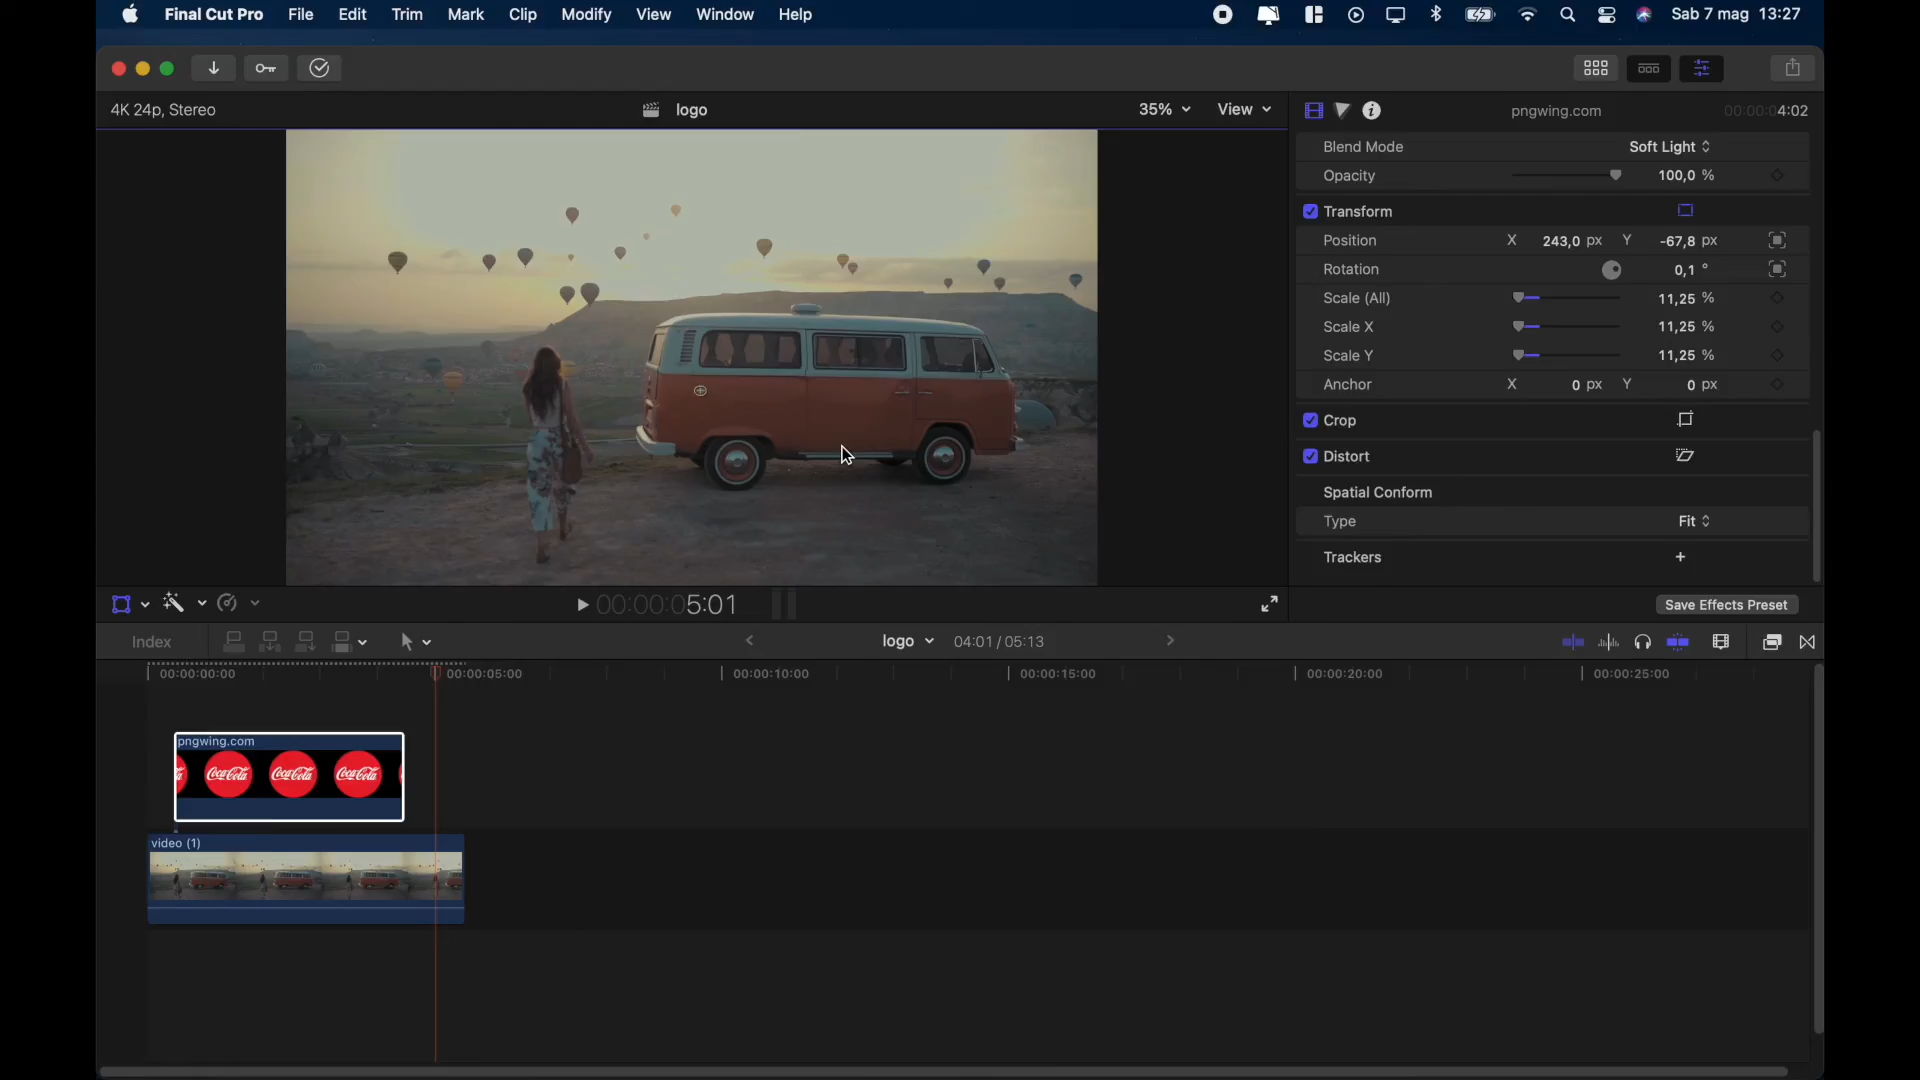 Final Cut Pro File Edit Trim Mark Clip Modify View Window Help Sab 7 mag 13:27
4K 24p, Stereo logo 35% View pngwing.com 00:00:04:02
Blend Mode Soft Light
Opacity 100,0 %
Transform
Position X 243,0 px Y -67,8 px
Rotation 0,1 °
Scale (All) 11,25 %
Scale X 11,25 %
Scale Y 11,25 %
Anchor X 0 px Y 0 px
Crop
Distort
Spatial Conform
Type Fit
Trackers +
00:00:05:01 Save Effects Preset
Index logo 04:01 / 05:13
00:00:00:00 00:00:05:00 00:00:10:00 00:00:15:00 00:00:20:00 00:00:25:00
pngwing.com
Coca-Cola Coca-Cola Coca-Cola
video (1)